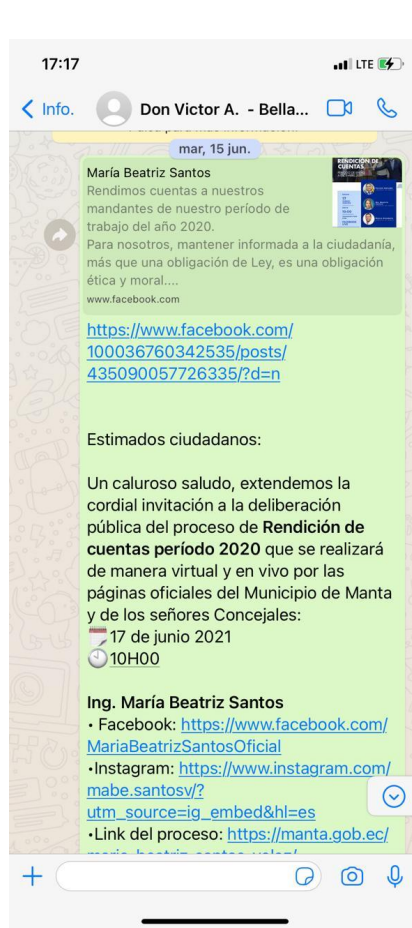 17:17
LTE
Info.
Don Victor A. - Bella...
mar, 15 jun.
María Beatriz Santos
Rendimos cuentas a nuestros
mandantes de nuestro período de
trabajo del año 2020.
Para nosotros, mantener informada a la ciudadanía,
más que una obligación de Ley, es una obligación
ética y moral....
www.facebook.com
RENDICIÓN DE
CUENTAS
https://www.facebook.com/
100036760342535/posts/
435090057726335/?d=n
Estimados ciudadanos:
Un caluroso saludo, extendemos la
cordial invitación a la deliberación
pública del proceso de Rendición de
cuentas período 2020 que se realizará
de manera virtual y en vivo por las
páginas oficiales del Municipio de Manta
y de los señores Concejales:
17 de junio 2021
10H00
Ing. María Beatriz Santos
• Facebook: https://www.facebook.com/
MariaBeatrizSantosOficial
•Instagram: https://www.instagram.com/
mabe.santosv/?
utm_source=ig_embed&hl=es
•Link del proceso: https://manta.gob.ec/